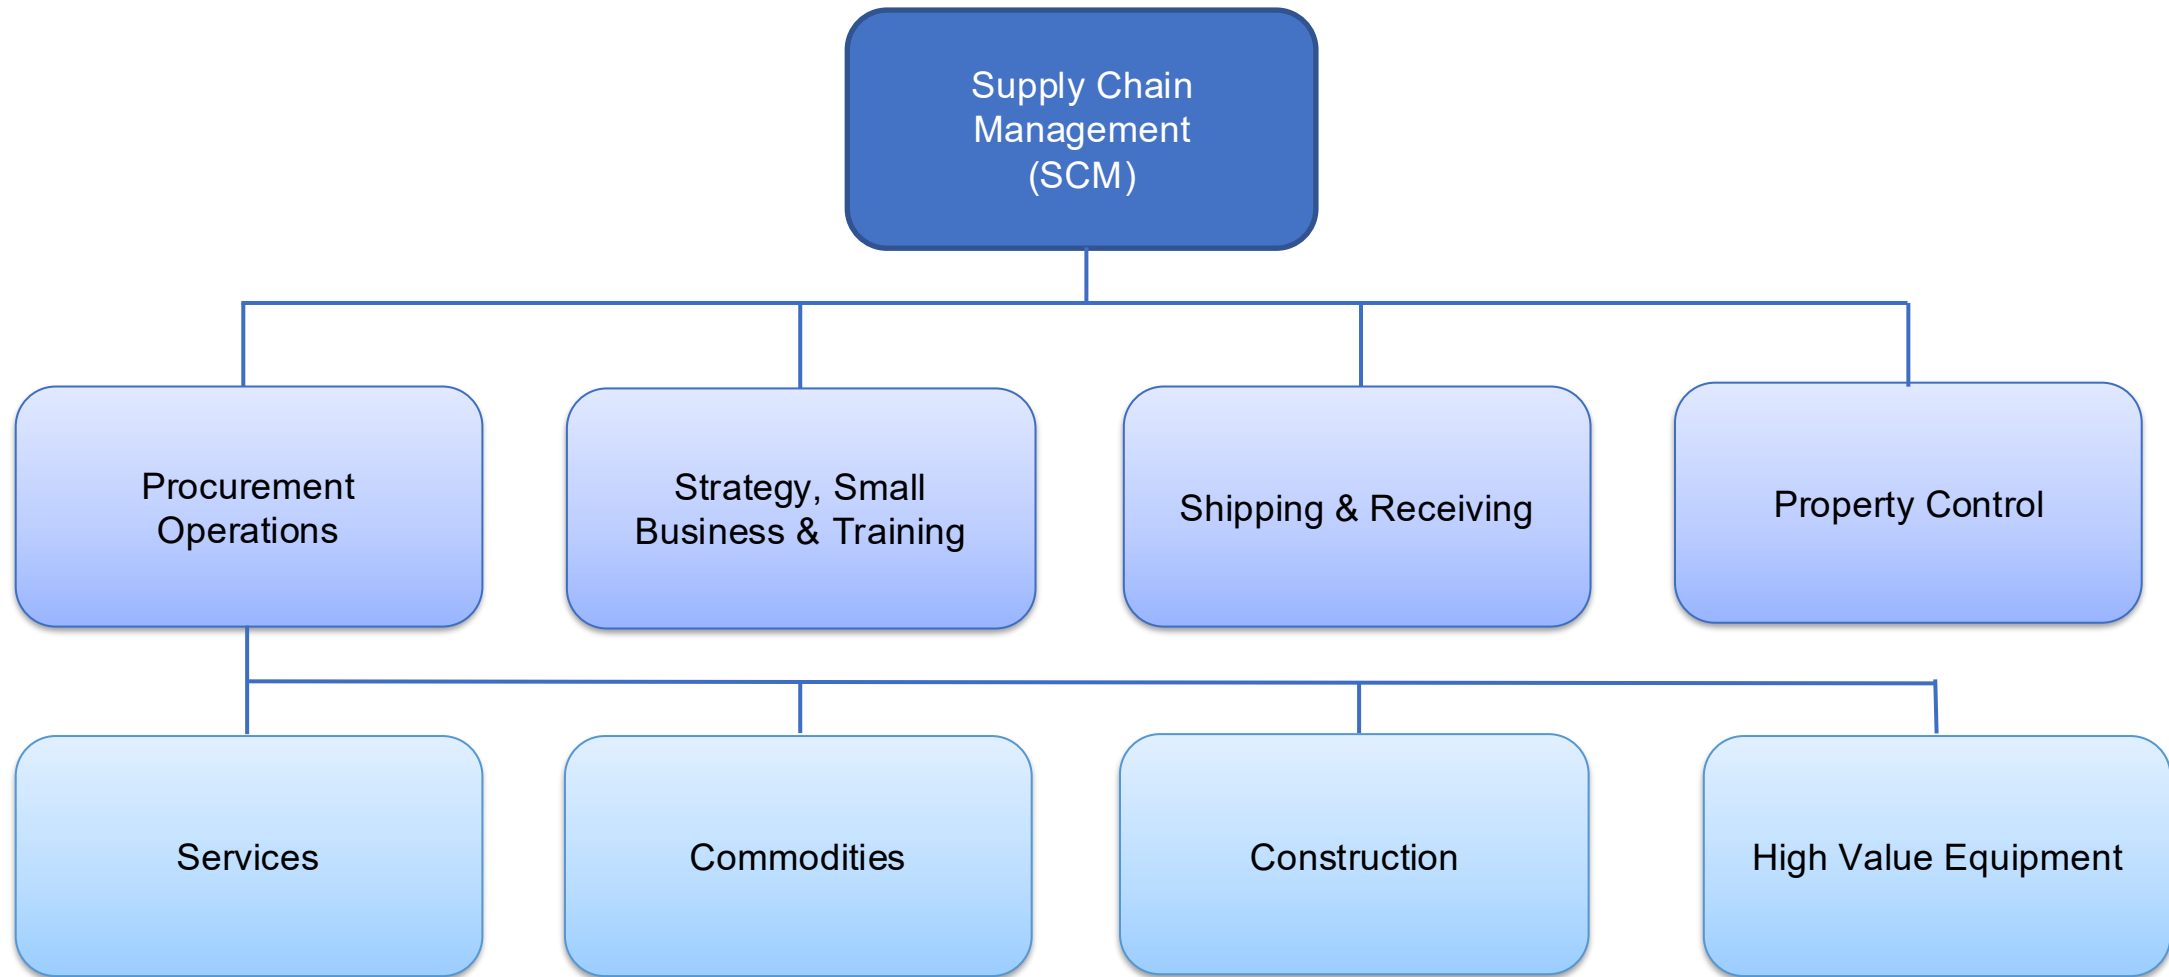 Supply Chain
Management
(SCM)
Procurement
Operations
Strategy, Small
Business & Training
Shipping & Receiving
Property Control
Services
Commodities
Construction
High Value Equipment